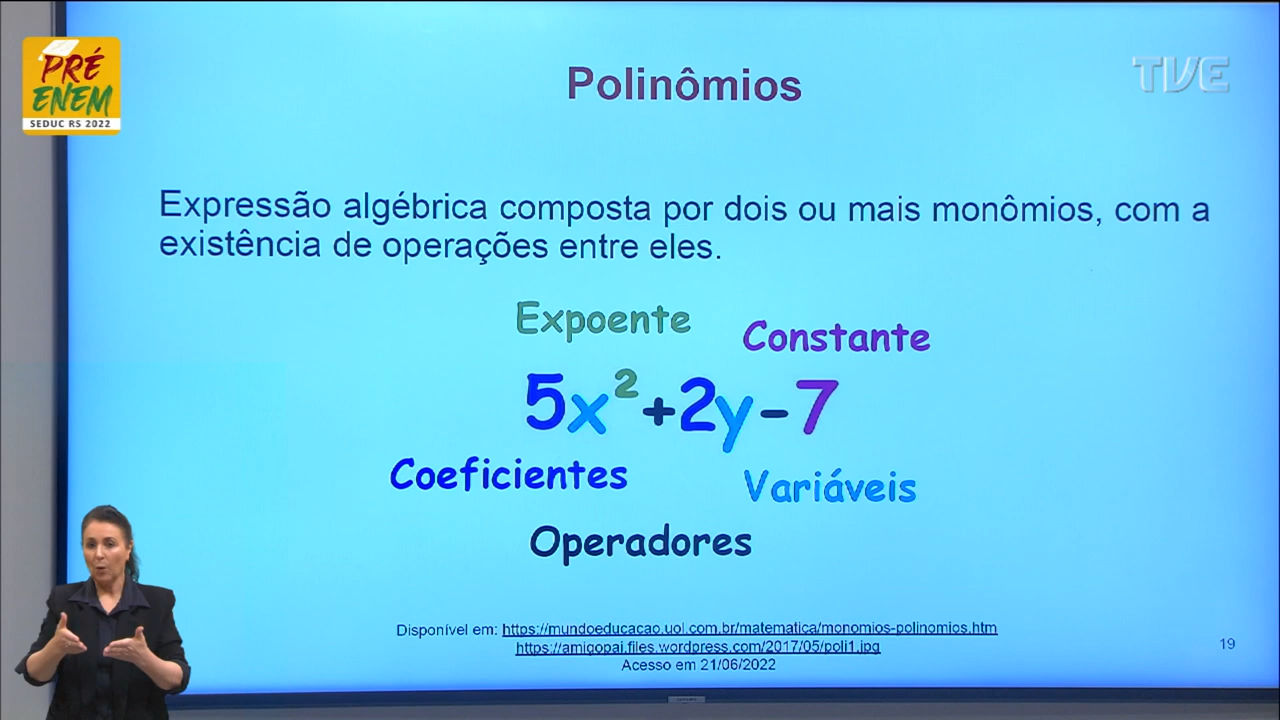 PRÉ
ENEM
SEDUC RS 2022
TVE
Polinômios
Expressão algébrica composta por dois ou mais monômios, com a
existência de operações entre eles.
Expoente
Constante
5x²+2y-7
Coeficientes
Variáveis
Operadores
Disponível em: https://mundoeducacao.uol.com.br/matematica/monomios-polinomios.htm
https://amigopai.files.wordpress.com/2017/05/poli1.jpg
Acesso em 21/06/2022
19